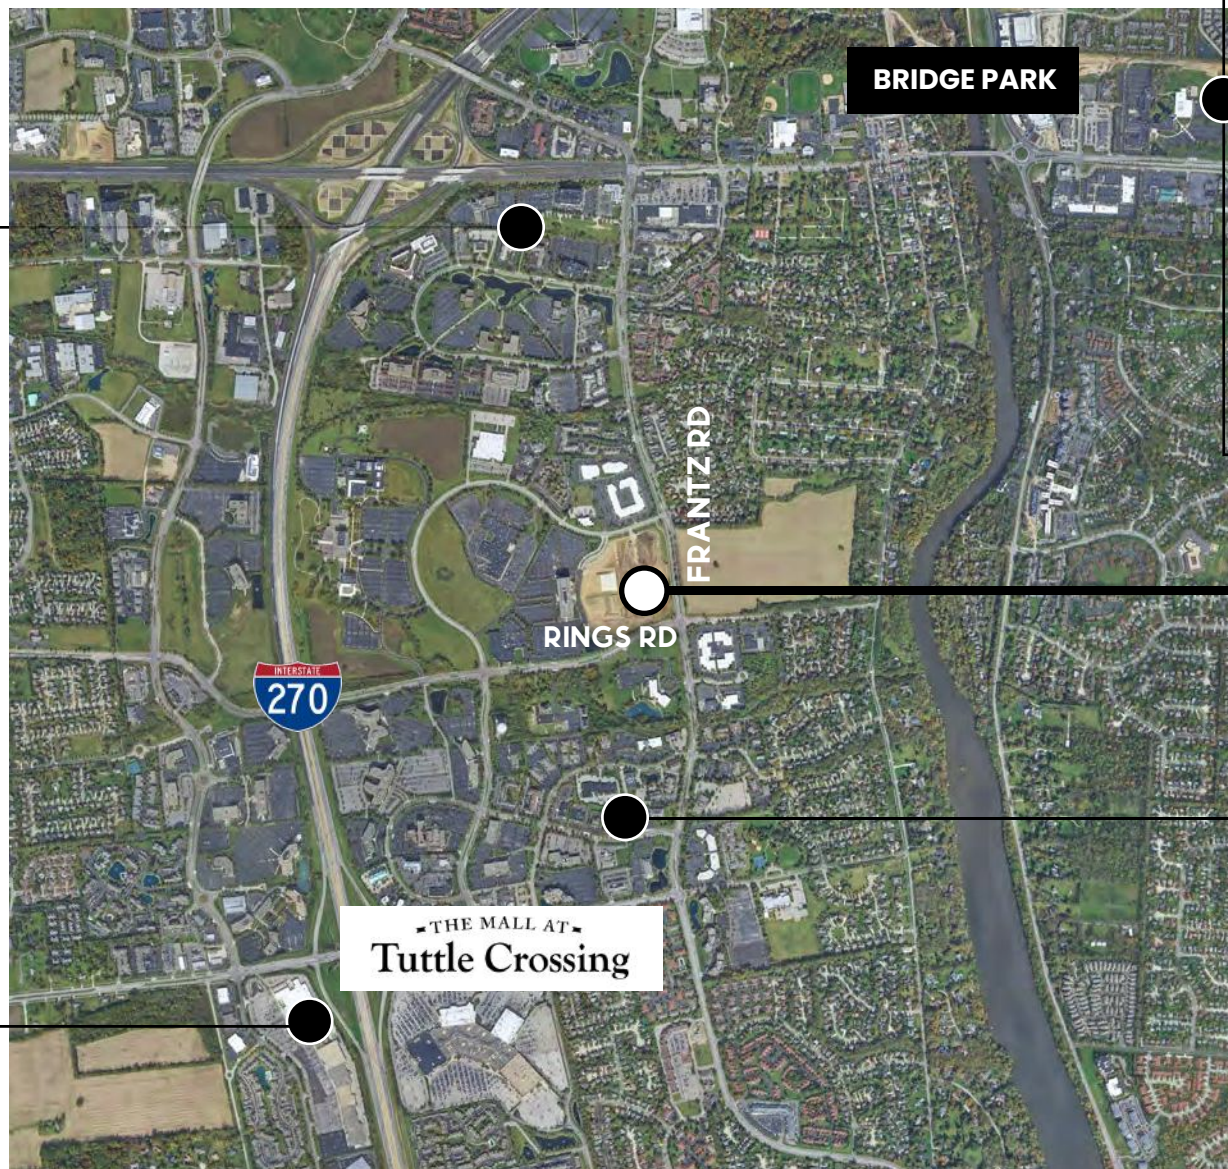 BRIDGE PARK
FRANTZ RD
RINGS RD
INTERSTATE
270
THE MALL AT
Tuttle Crossing